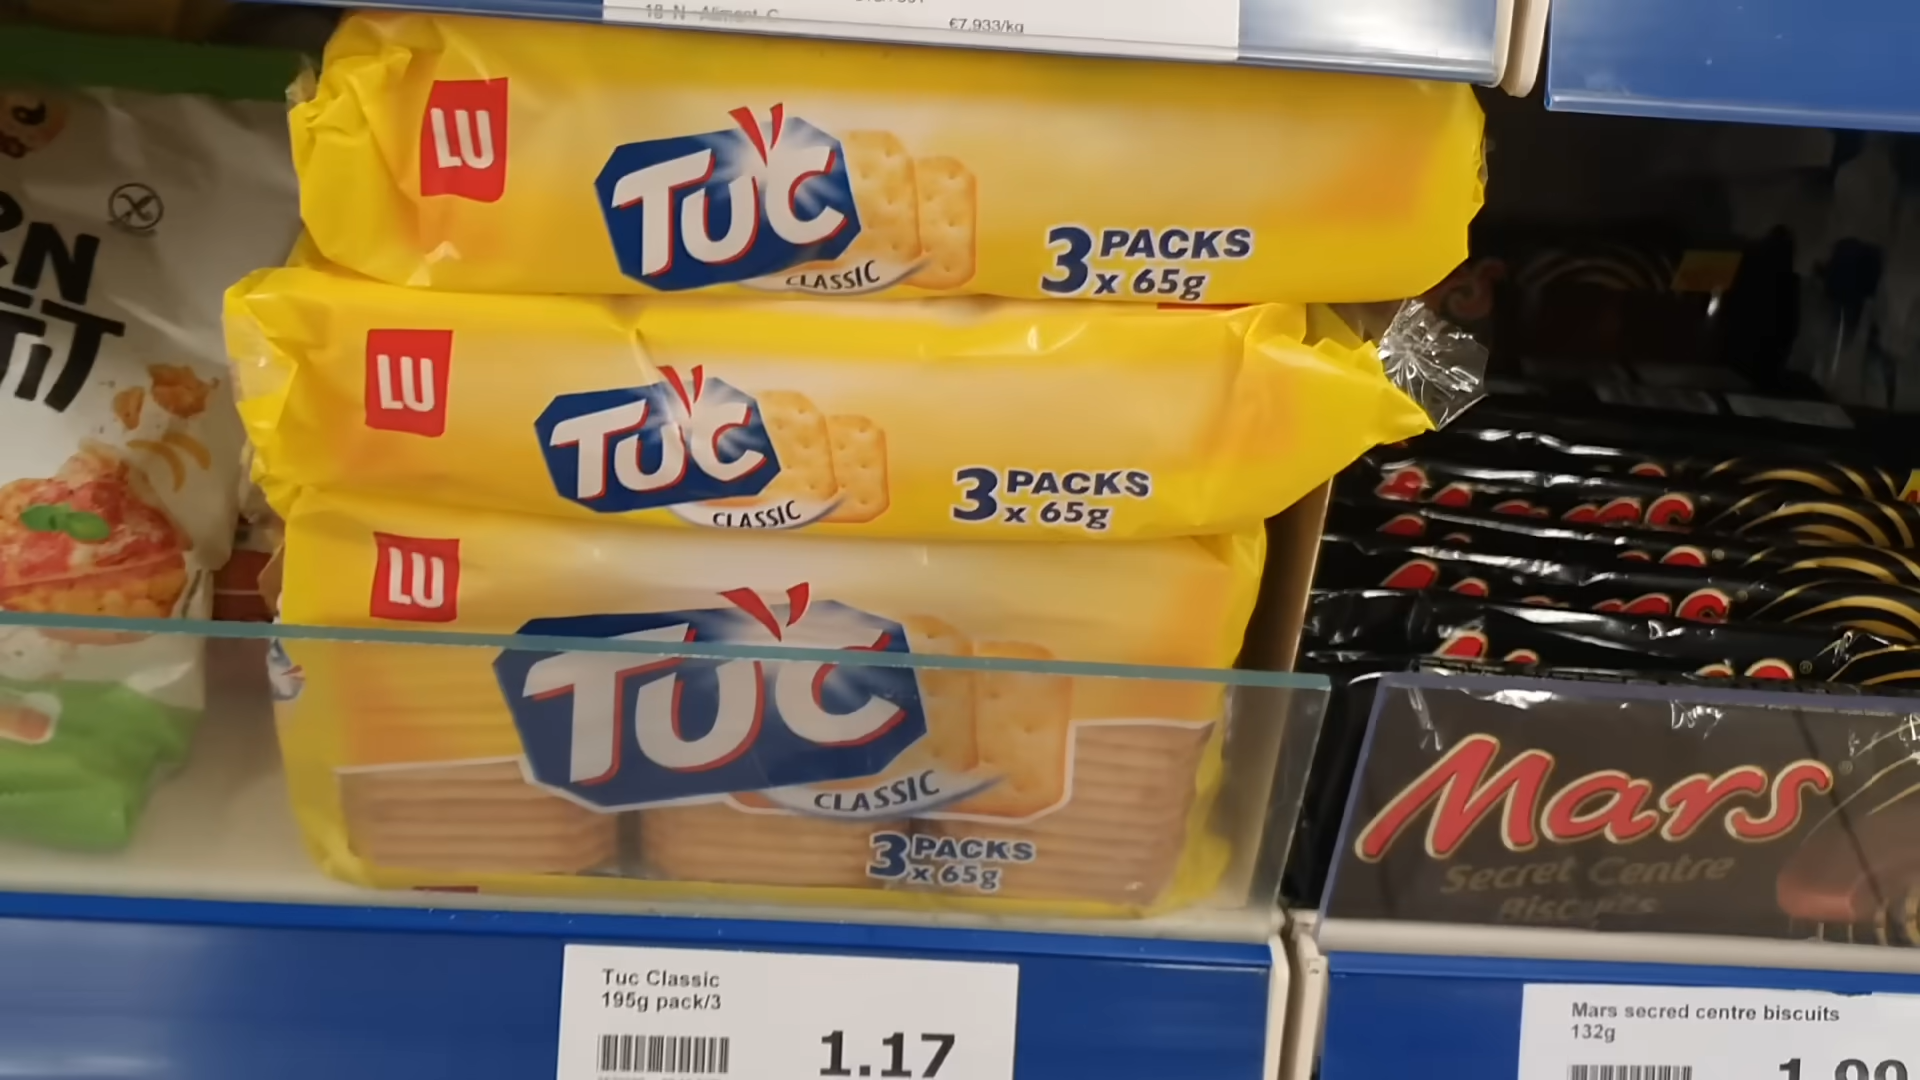 €7,933/kg
LU
TUC
CLASSIC
3 PACKS
x 65g
LU
TUC
CLASSIC
3 PACKS
x 65g
LU
TUC
CLASSIC
3 PACKS
x 65g
Mars
Secret Centre
Biscuits
Tuc Classic
195g pack/3
1.17
Mars secred centre biscuits
132g